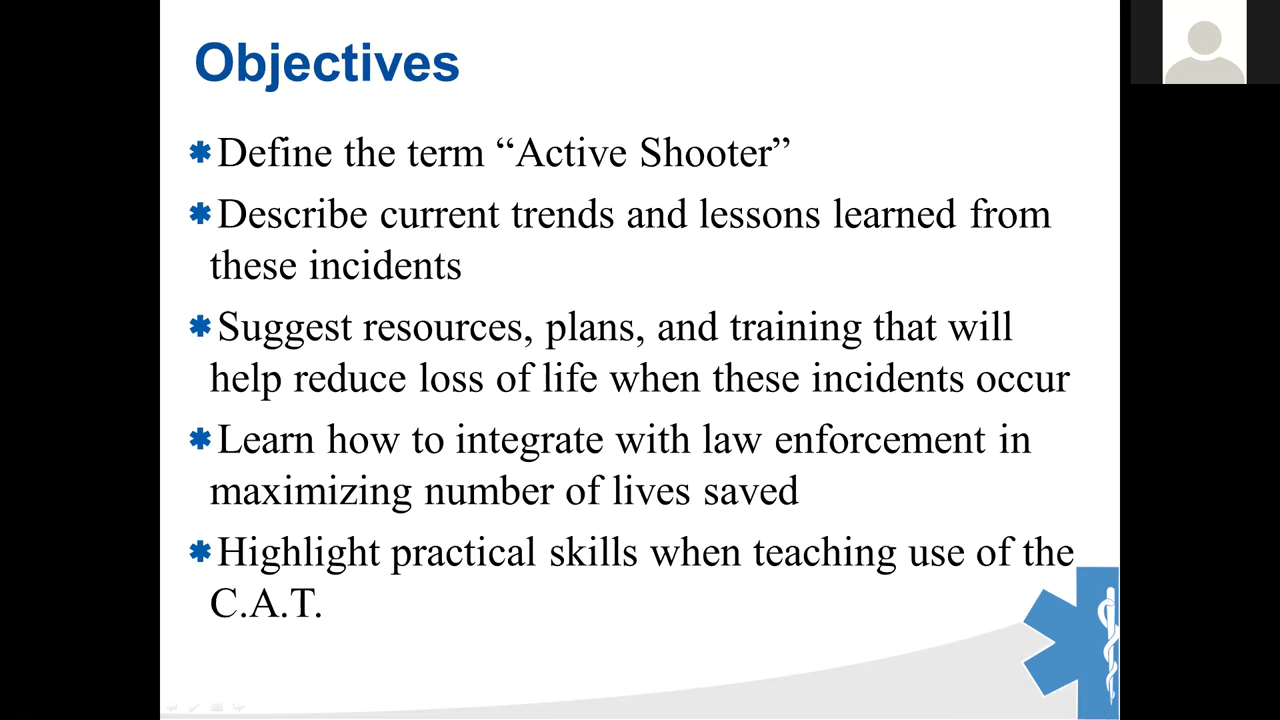 Objectives
Define the term “Active Shooter”
Describe current trends and lessons learned from
these incidents
Suggest resources, plans, and training that will
help reduce loss of life when these incidents occur
Learn how to integrate with law enforcement in
maximizing number of lives saved
Highlight practical skills when teaching use of the
C.A.T.